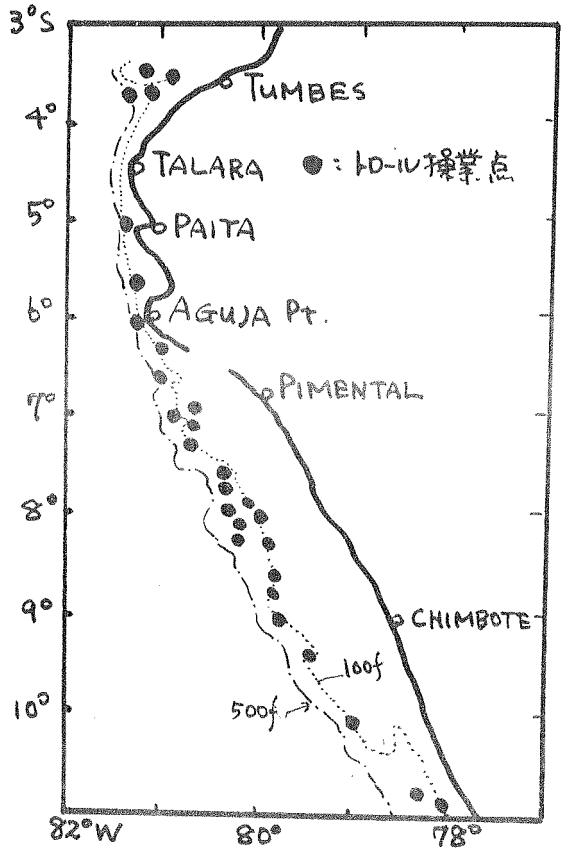 3°S
TUMBES
4°
TALARA ●：トロール操業点
5°
PAITA
6°
AGUJA Pt.
7°
PIMENTAL
8°
9°
CHIMBOTE
100f
10°
500f
82°W 80° 78°